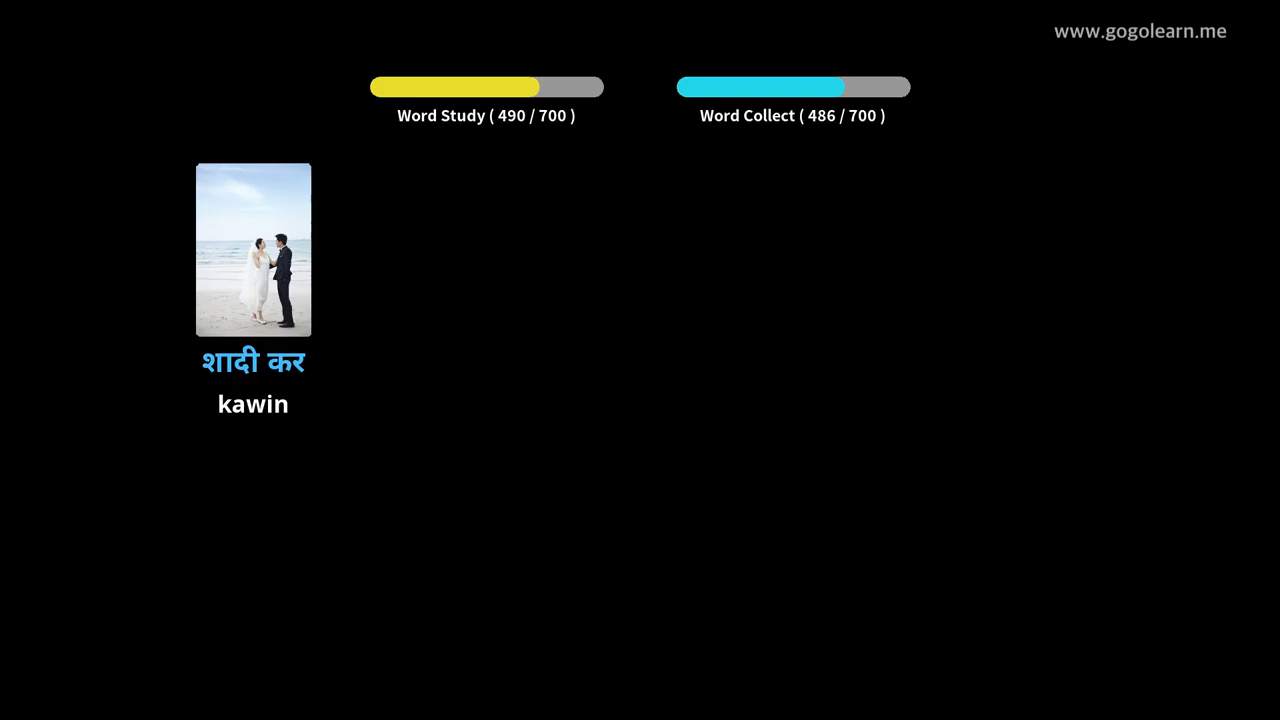 www.gogolearn.me
Word Study ( 490 / 700 )
Word Collect ( 486 / 700 )
शादी कर
kawin